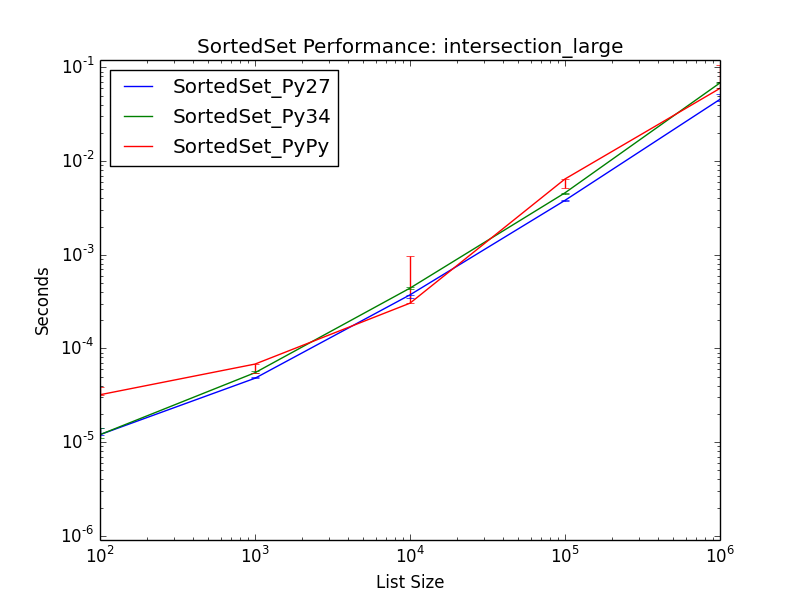 SortedSet Performance: intersection_large
SortedSet_Py27
SortedSet_Py34
SortedSet_PyPy
10^-1
10^-2
10^-3
10^-4
10^-5
10^-6
Seconds
10^2 10^3 10^4 10^5 10^6
List Size